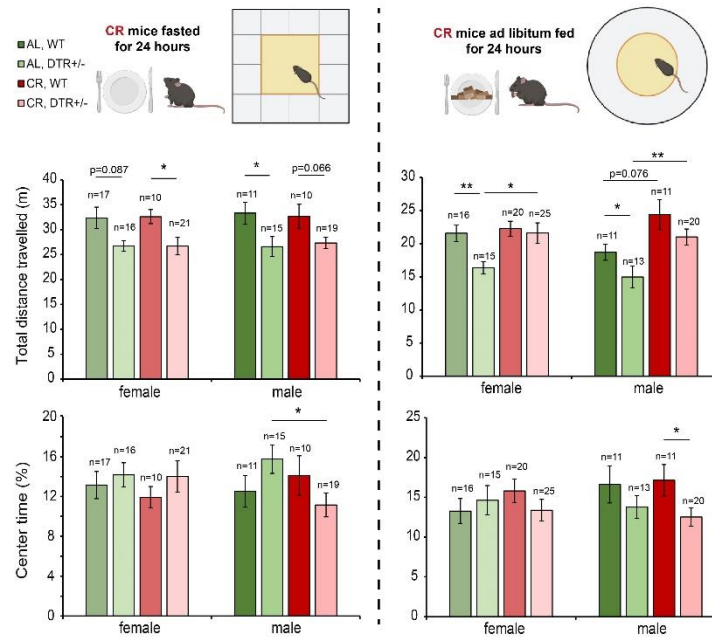 CR mice fasted
for 24 hours
AL, WT
AL, DTR+/-
CR, WT
CR, DTR+/-
CR mice ad libitum fed
for 24 hours
Total distance travelled (m)
45
40
35
30
25
20
15
10
5
0
p=0.087
*
n=17
n=16
n=10
n=21
*
p=0.066
n=11
n=15
n=10
n=19
female
male
25
20
15
10
5
0
**
*
n=16
n=15
n=20
n=25
**
p=0.076
*
n=11
n=13
n=11
n=20
female
male
Center time (%)
20
16
12
8
4
0
n=17
n=16
n=10
n=21
*
n=11
n=15
n=10
n=19
female
male
25
20
15
10
5
0
n=16
n=15
n=20
n=25
*
n=11
n=13
n=11
n=20
female
male